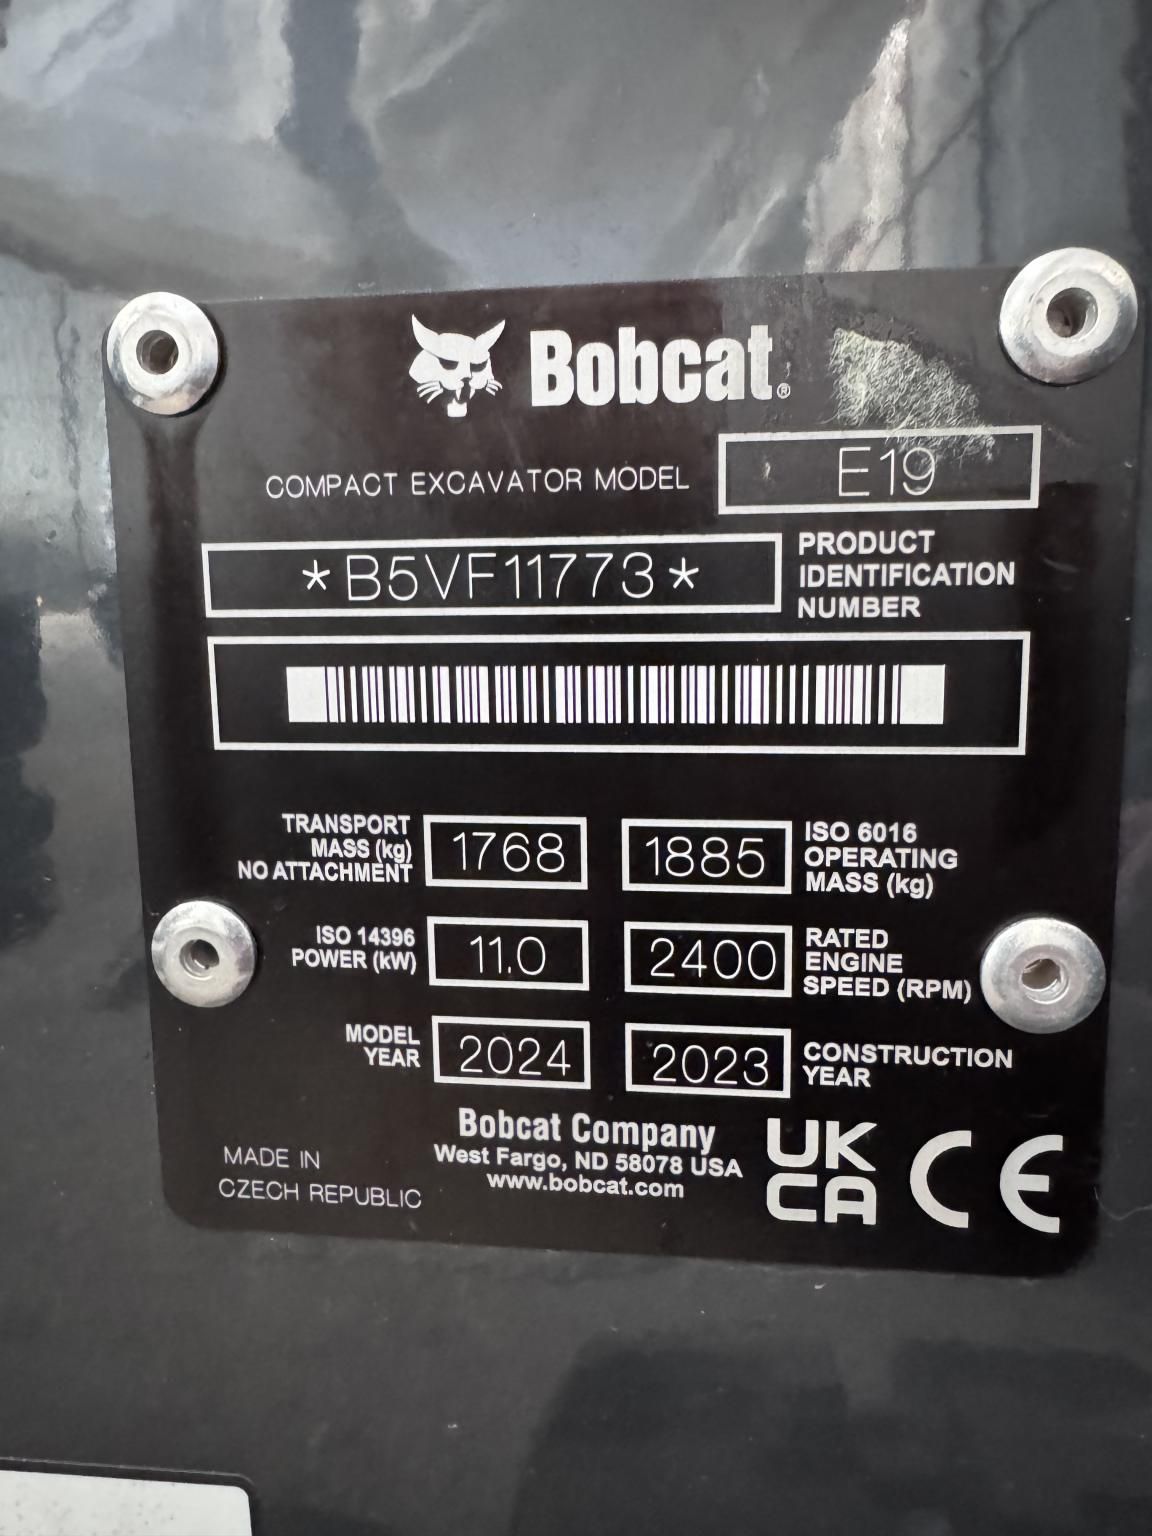 Bobcat®
COMPACT EXCAVATOR MODEL E19
*B5VF11773* PRODUCT
IDENTIFICATION
NUMBER
TRANSPORT
MASS (kg)
NO ATTACHMENT
1768
1885
ISO 6016
OPERATING
MASS (kg)
ISO 14396
POWER (kW)
11.0
2400
RATED
ENGINE
SPEED (RPM)
MODEL
YEAR
2024
2023
CONSTRUCTION
YEAR
Bobcat Company
West Fargo, ND 58078 USA
www.bobcat.com
MADE IN
CZECH REPUBLIC
UK
CA
CE